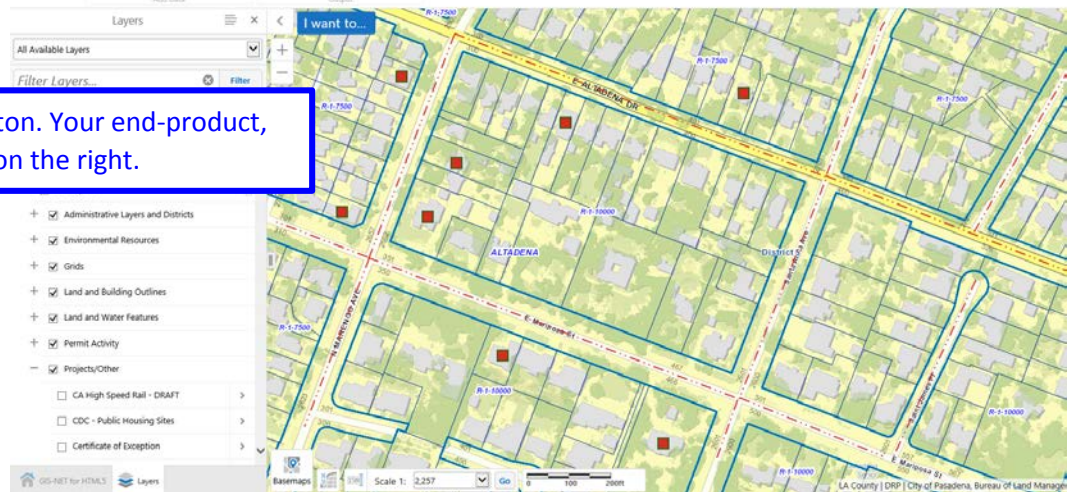 Layers
I want to...
All Available Layers
Filter Layers...
Filter
ton. Your end-product,
on the right.
Administrative Layers and Districts
Environmental Resources
Grids
Land and Building Outlines
Land and Water Features
Permit Activity
Projects/Other
CA High Speed Rail - DRAFT
CDC - Public Housing Sites
Certificate of Exception
GIS-NET for HTML5
Layers
R-1-7500
R-1-7500
R-1-7500
R-1-7500
E ALTADENA DR
R-1-10000
ALTADENA
District 5
N MARENGO AVE
R-1-7500
E Mariposa St
R-1-10000
R-1-10000
E Mariposa St
R-1-10000
Basemaps
Scale 1: 2,257
Go
0 100 200ft
LA County | DRP | City of Pasadena, Bureau of Land Manage